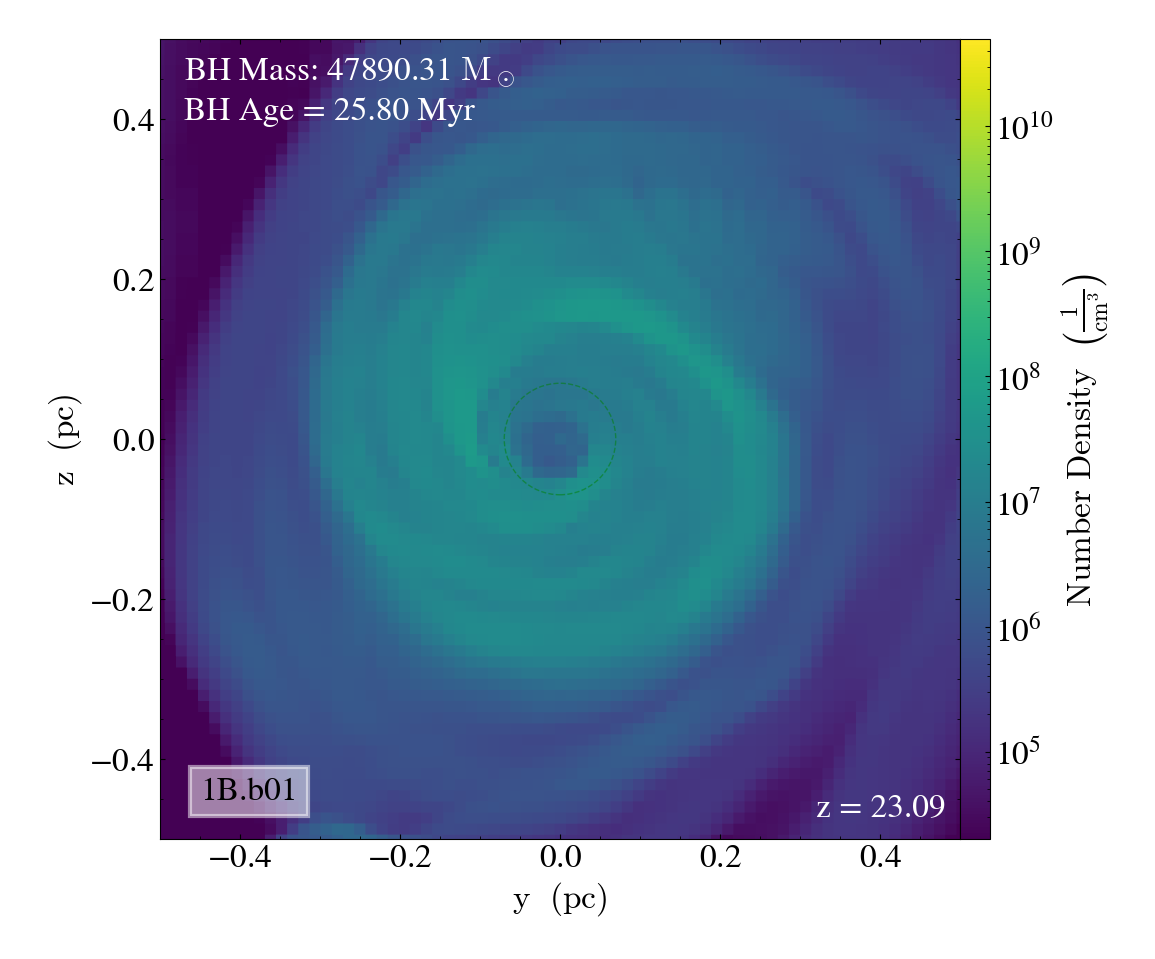 BH Mass: 47890.31 M⊙
BH Age = 25.80 Myr
0.4
0.2
0.0
−0.2
−0.4
z (pc)
1B.b01
z = 23.09
−0.4 −0.2 0.0 0.2 0.4
y (pc)
10^10
10^9
10^8
10^7
10^6
10^5
Number Density (1/cm^3)